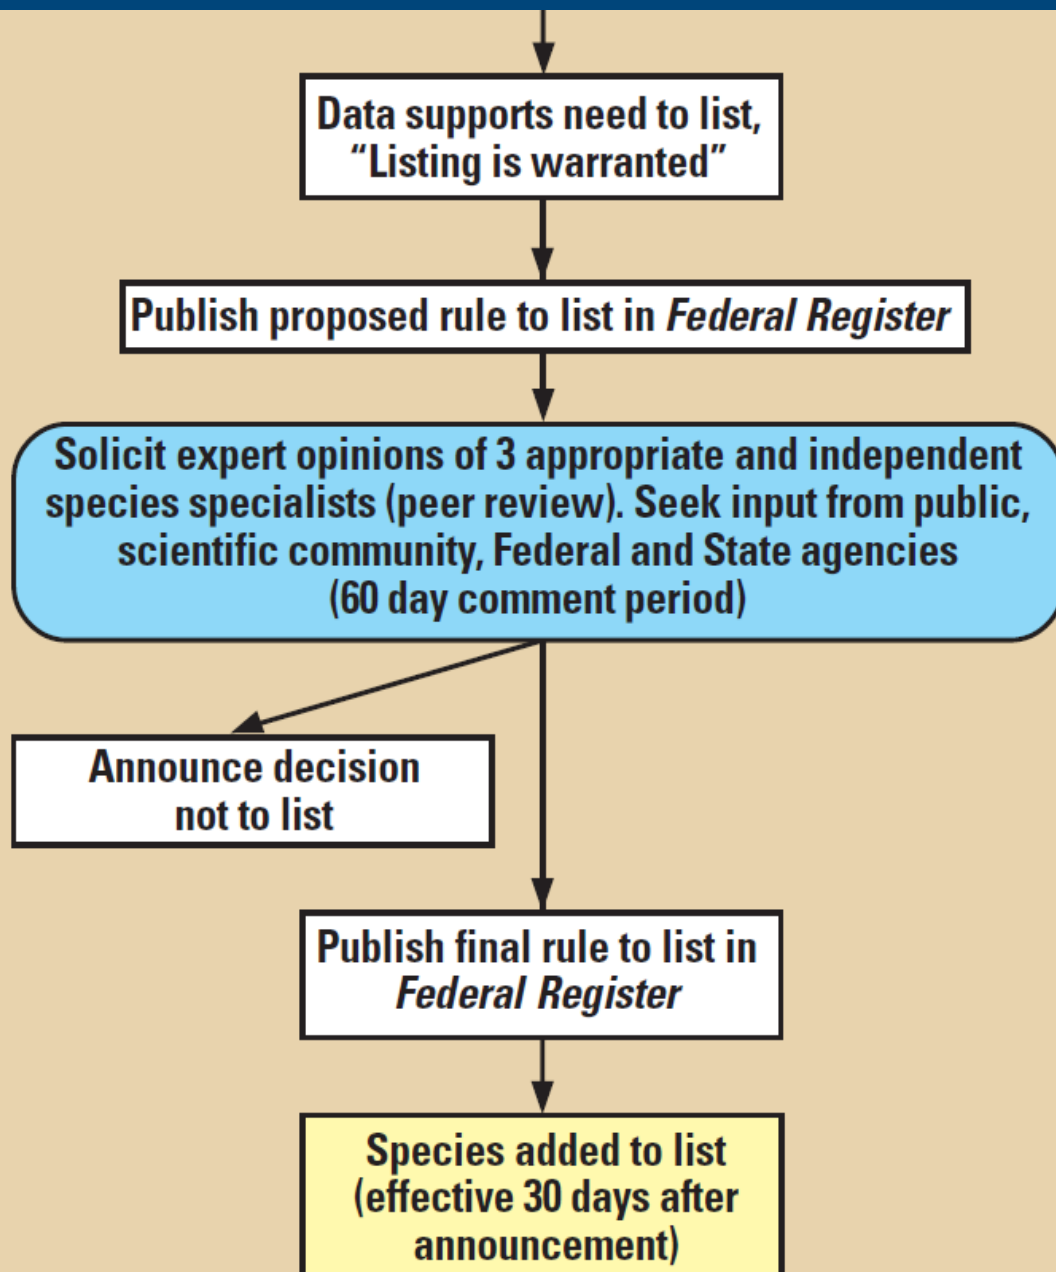 Data supports need to list,
“Listing is warranted”
Publish proposed rule to list in Federal Register
Solicit expert opinions of 3 appropriate and independent
species specialists (peer review). Seek input from public,
scientific community, Federal and State agencies
(60 day comment period)
Announce decision
not to list
Publish final rule to list in
Federal Register
Species added to list
(effective 30 days after
announcement)